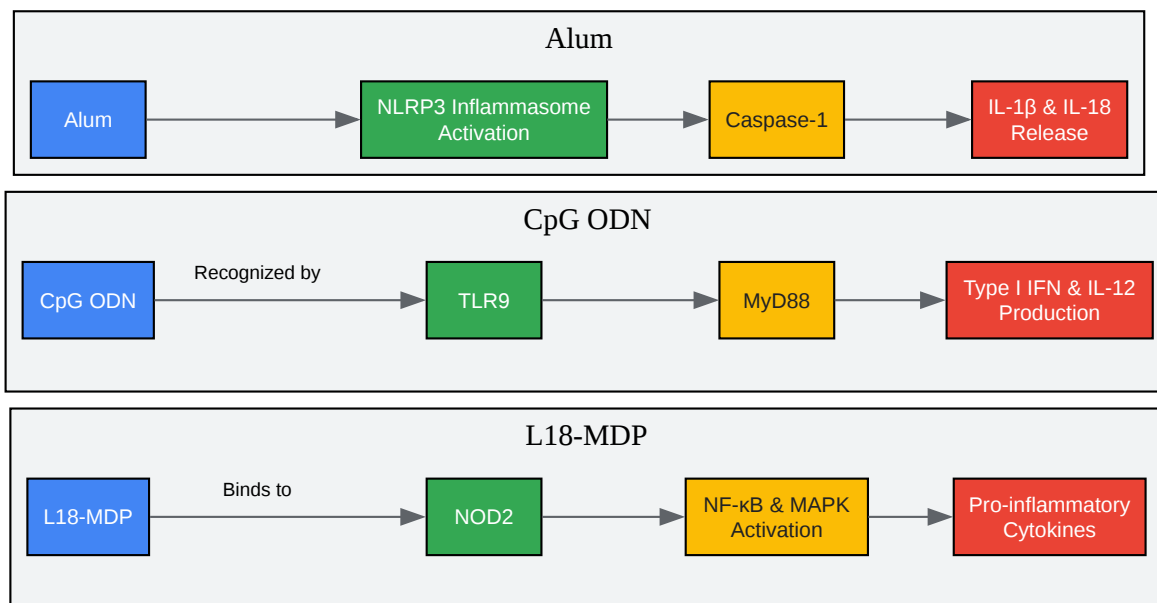 Alum
Alum
NLRP3 Inflammasome
Activation
Caspase-1
IL-1β & IL-18
Release
CpG ODN
CpG ODN
Recognized by
TLR9
MyD88
Type I IFN & IL-12
Production
L18-MDP
L18-MDP
Binds to
NOD2
NF-κB & MAPK
Activation
Pro-inflammatory
Cytokines